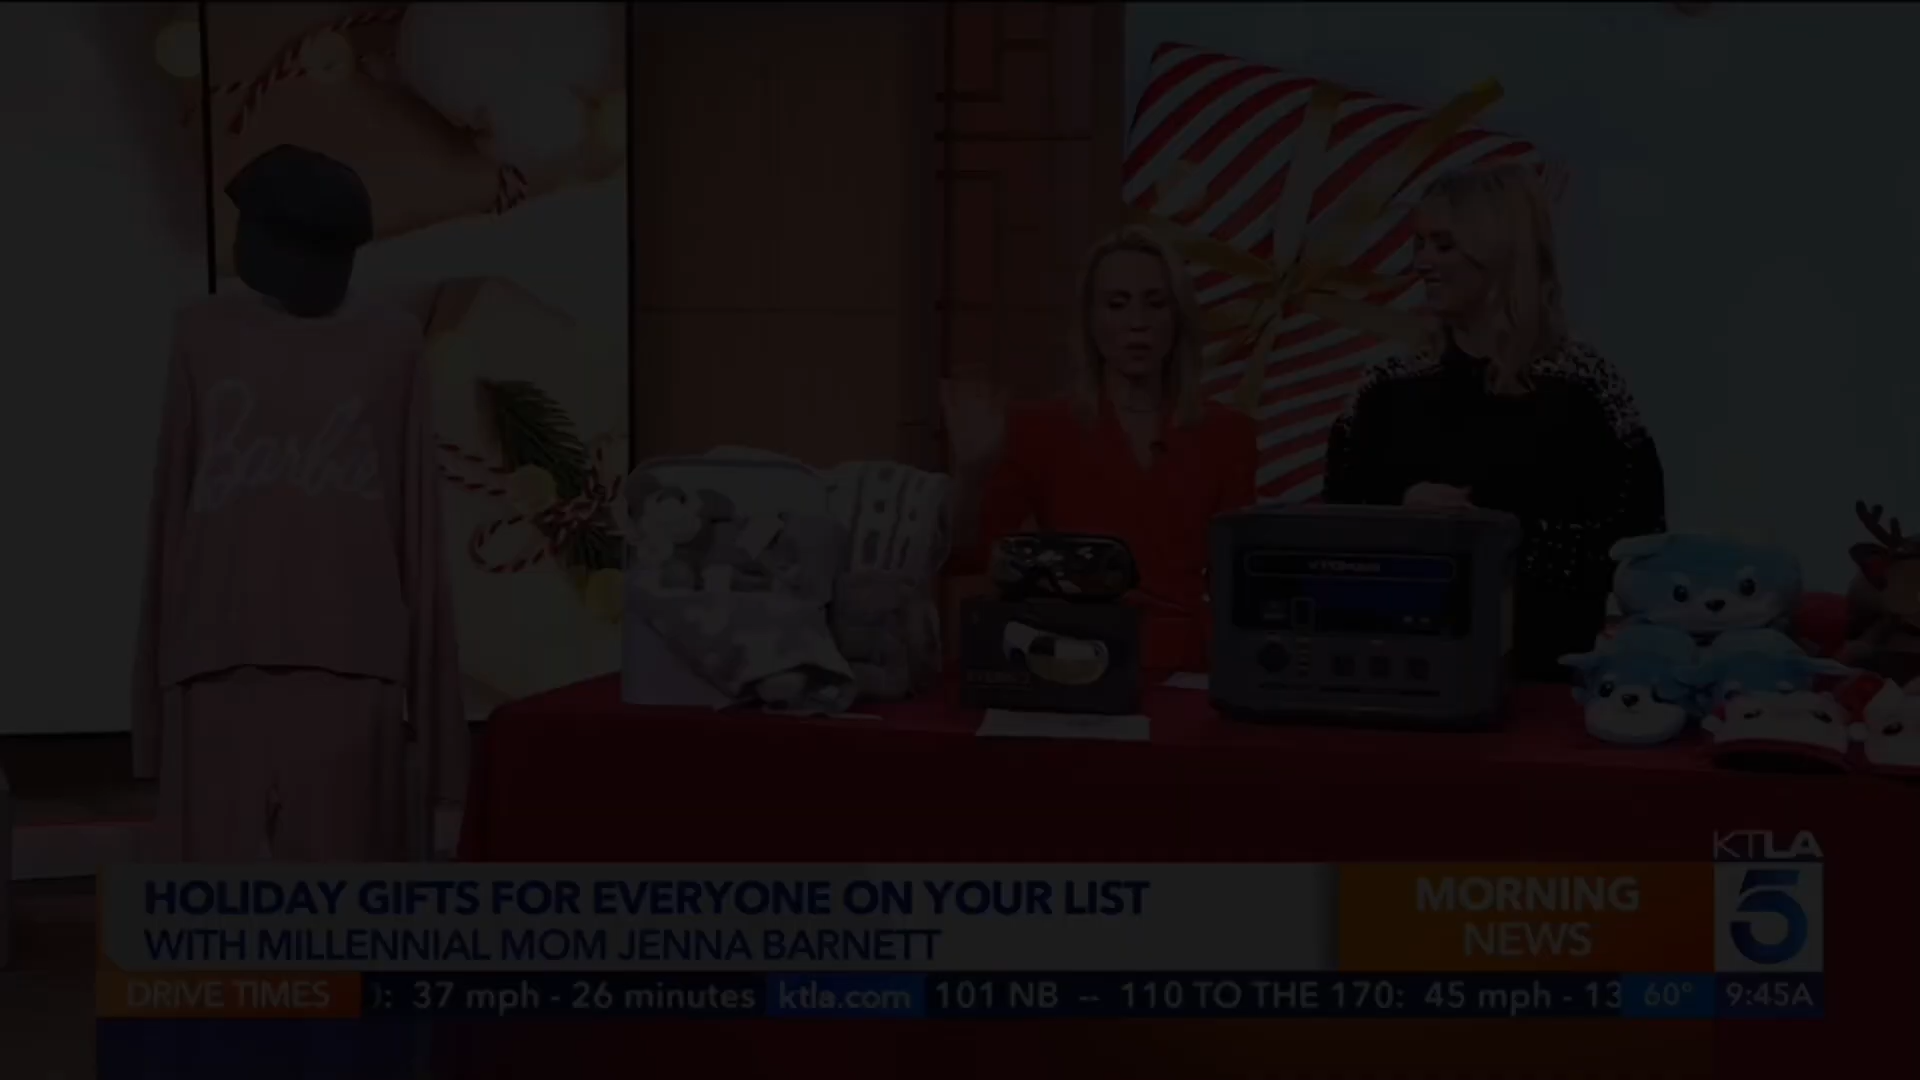 Barbie
KTLA
5
HOLIDAY GIFTS FOR EVERYONE ON YOUR LIST
WITH MILLENNIAL MOM JENNA BARNETT
MORNING
NEWS
DRIVE TIMES
): 37 mph - 26 minutes
ktla.com
101 NB -- 110 TO THE 170: 45 mph - 13
60°
9:45A